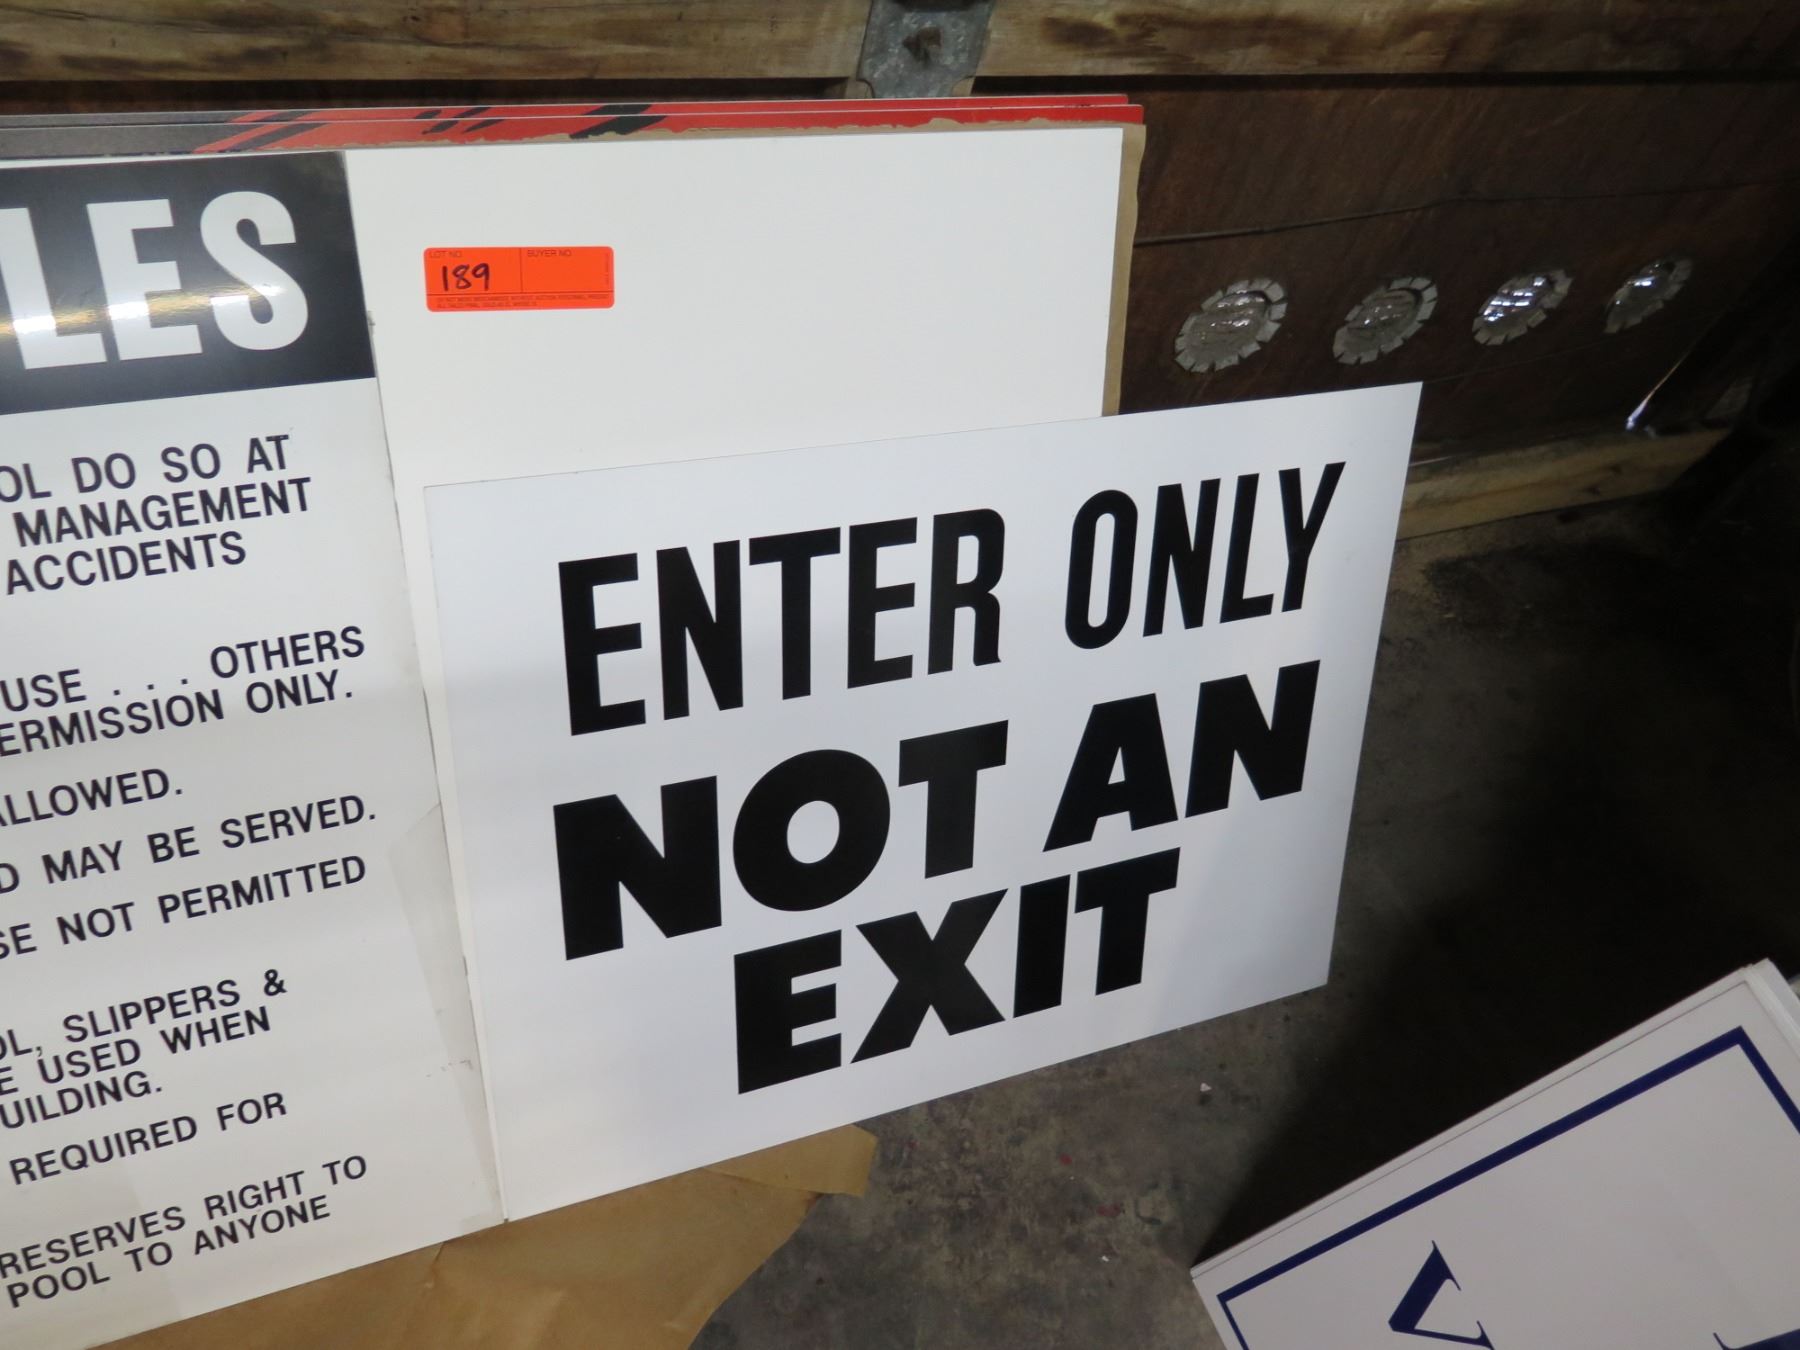 LES
OL DO SO AT
MANAGEMENT
ACCIDENTS
USE . . . OTHERS
ERMISSION ONLY.
ALLOWED.
D MAY BE SERVED.
SE NOT PERMITTED
OL, SLIPPERS &
E USED WHEN
UILDING.
REQUIRED FOR
RESERVES RIGHT TO
POOL TO ANYONE
LOT NO.
BUYER NO.
189
ENTER ONLY
NOT AN
EXIT